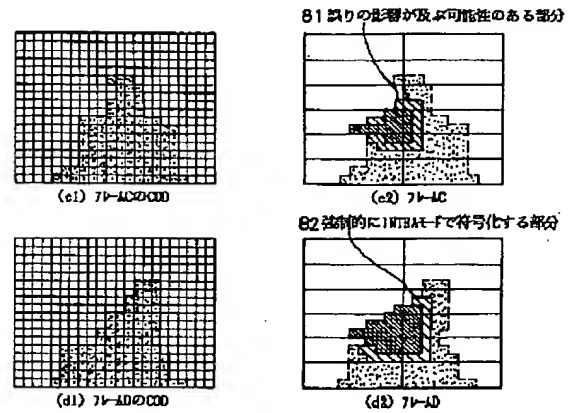 81 誤りの影響が及ぶ可能性のある部分
(c1) フレームCのCOD
(c2) フレームC
82 強制的にINTRAモードで符号化する部分
(d1) フレームDのCOD
(d2) フレームD